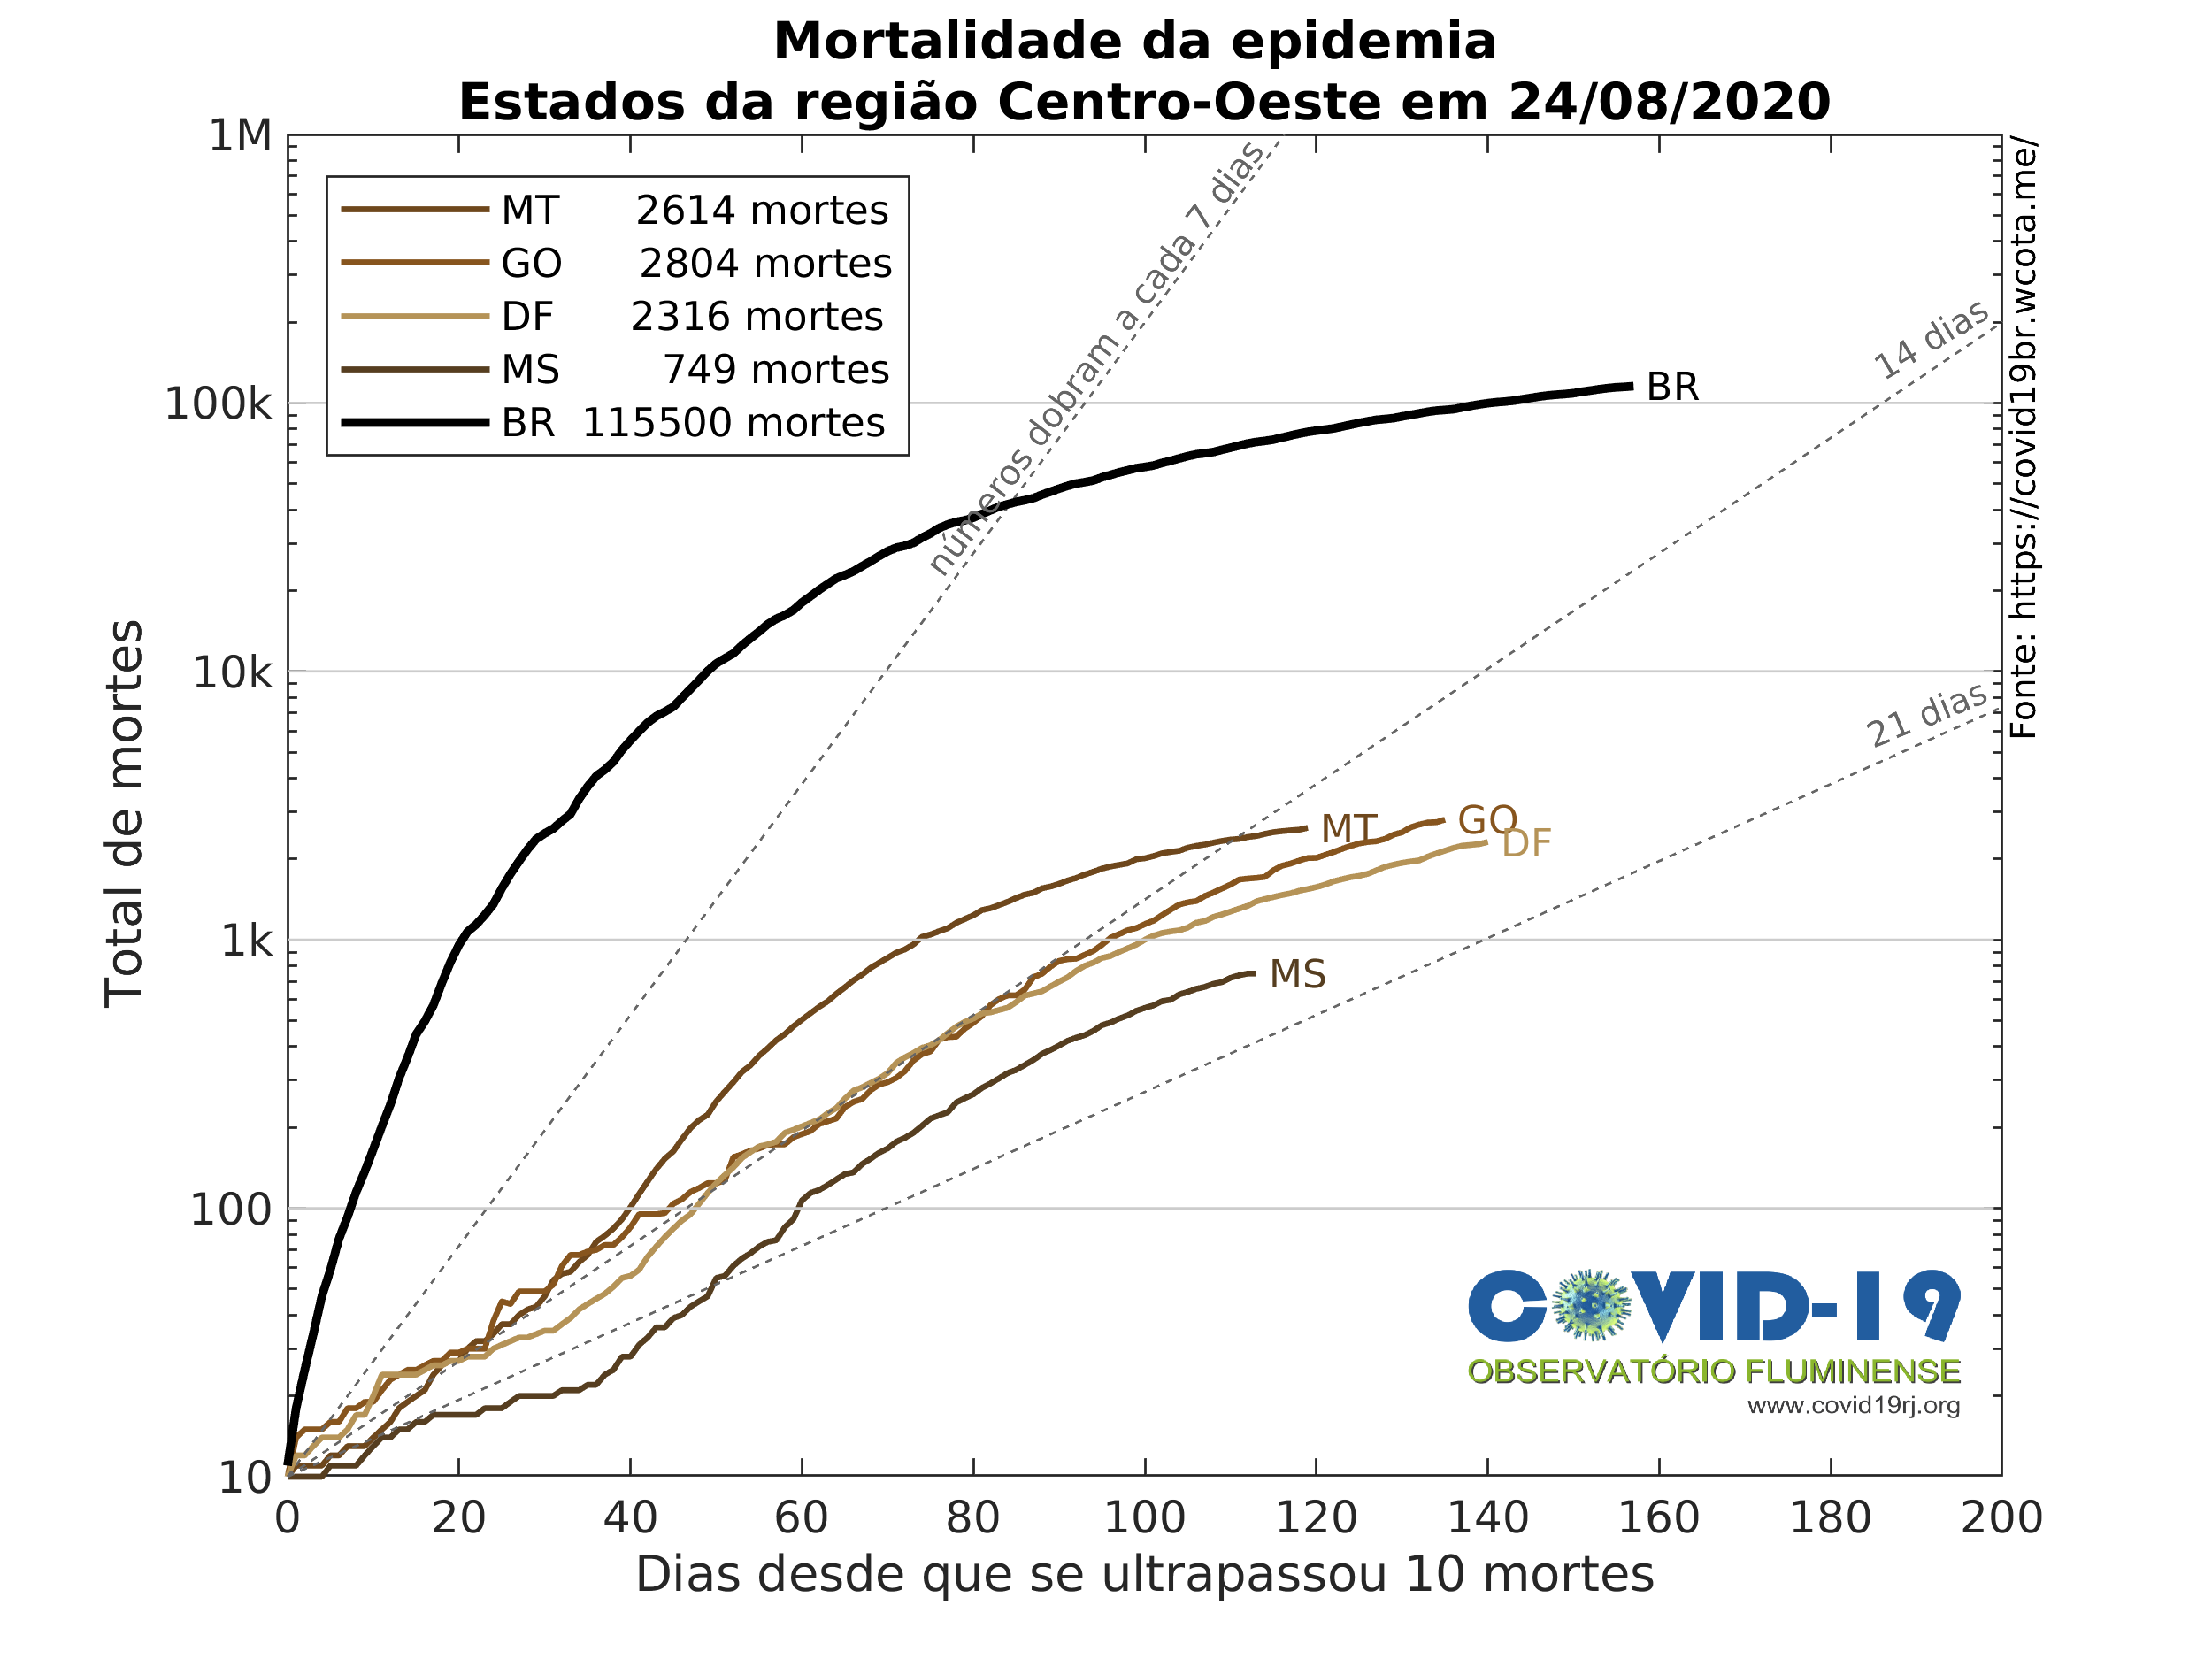 Mortalidade da epidemia
Estados da região Centro-Oeste em 24/08/2020
1M
100k
10k
1k
100
10
Total de mortes
MT 2614 mortes
GO 2804 mortes
DF 2316 mortes
MS 749 mortes
BR 115500 mortes
números dobram a cada 7 dias
14 dias
21 dias
BR
MT
GO
DF
MS
Fonte: https://covid19br.wcota.me/
COVID-19
OBSERVATÓRIO FLUMINENSE
www.covid19rj.org
0 20 40 60 80 100 120 140 160 180 200
Dias desde que se ultrapassou 10 mortes